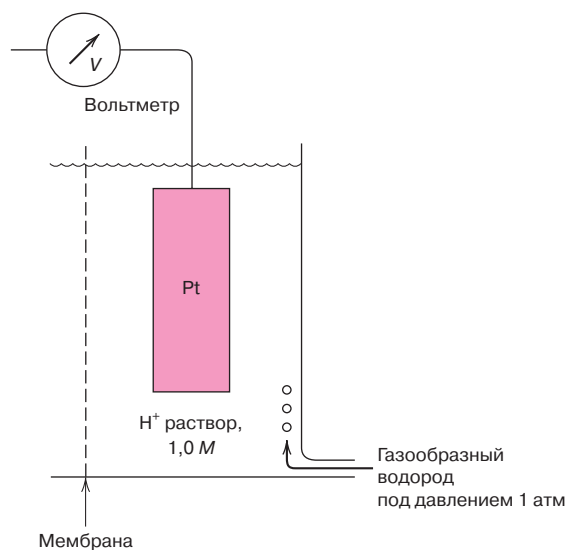 V
Вольтметр
Pt
H⁺ раствор,
1,0 M
Газообразный
водород
под давлением 1 атм
Мембрана